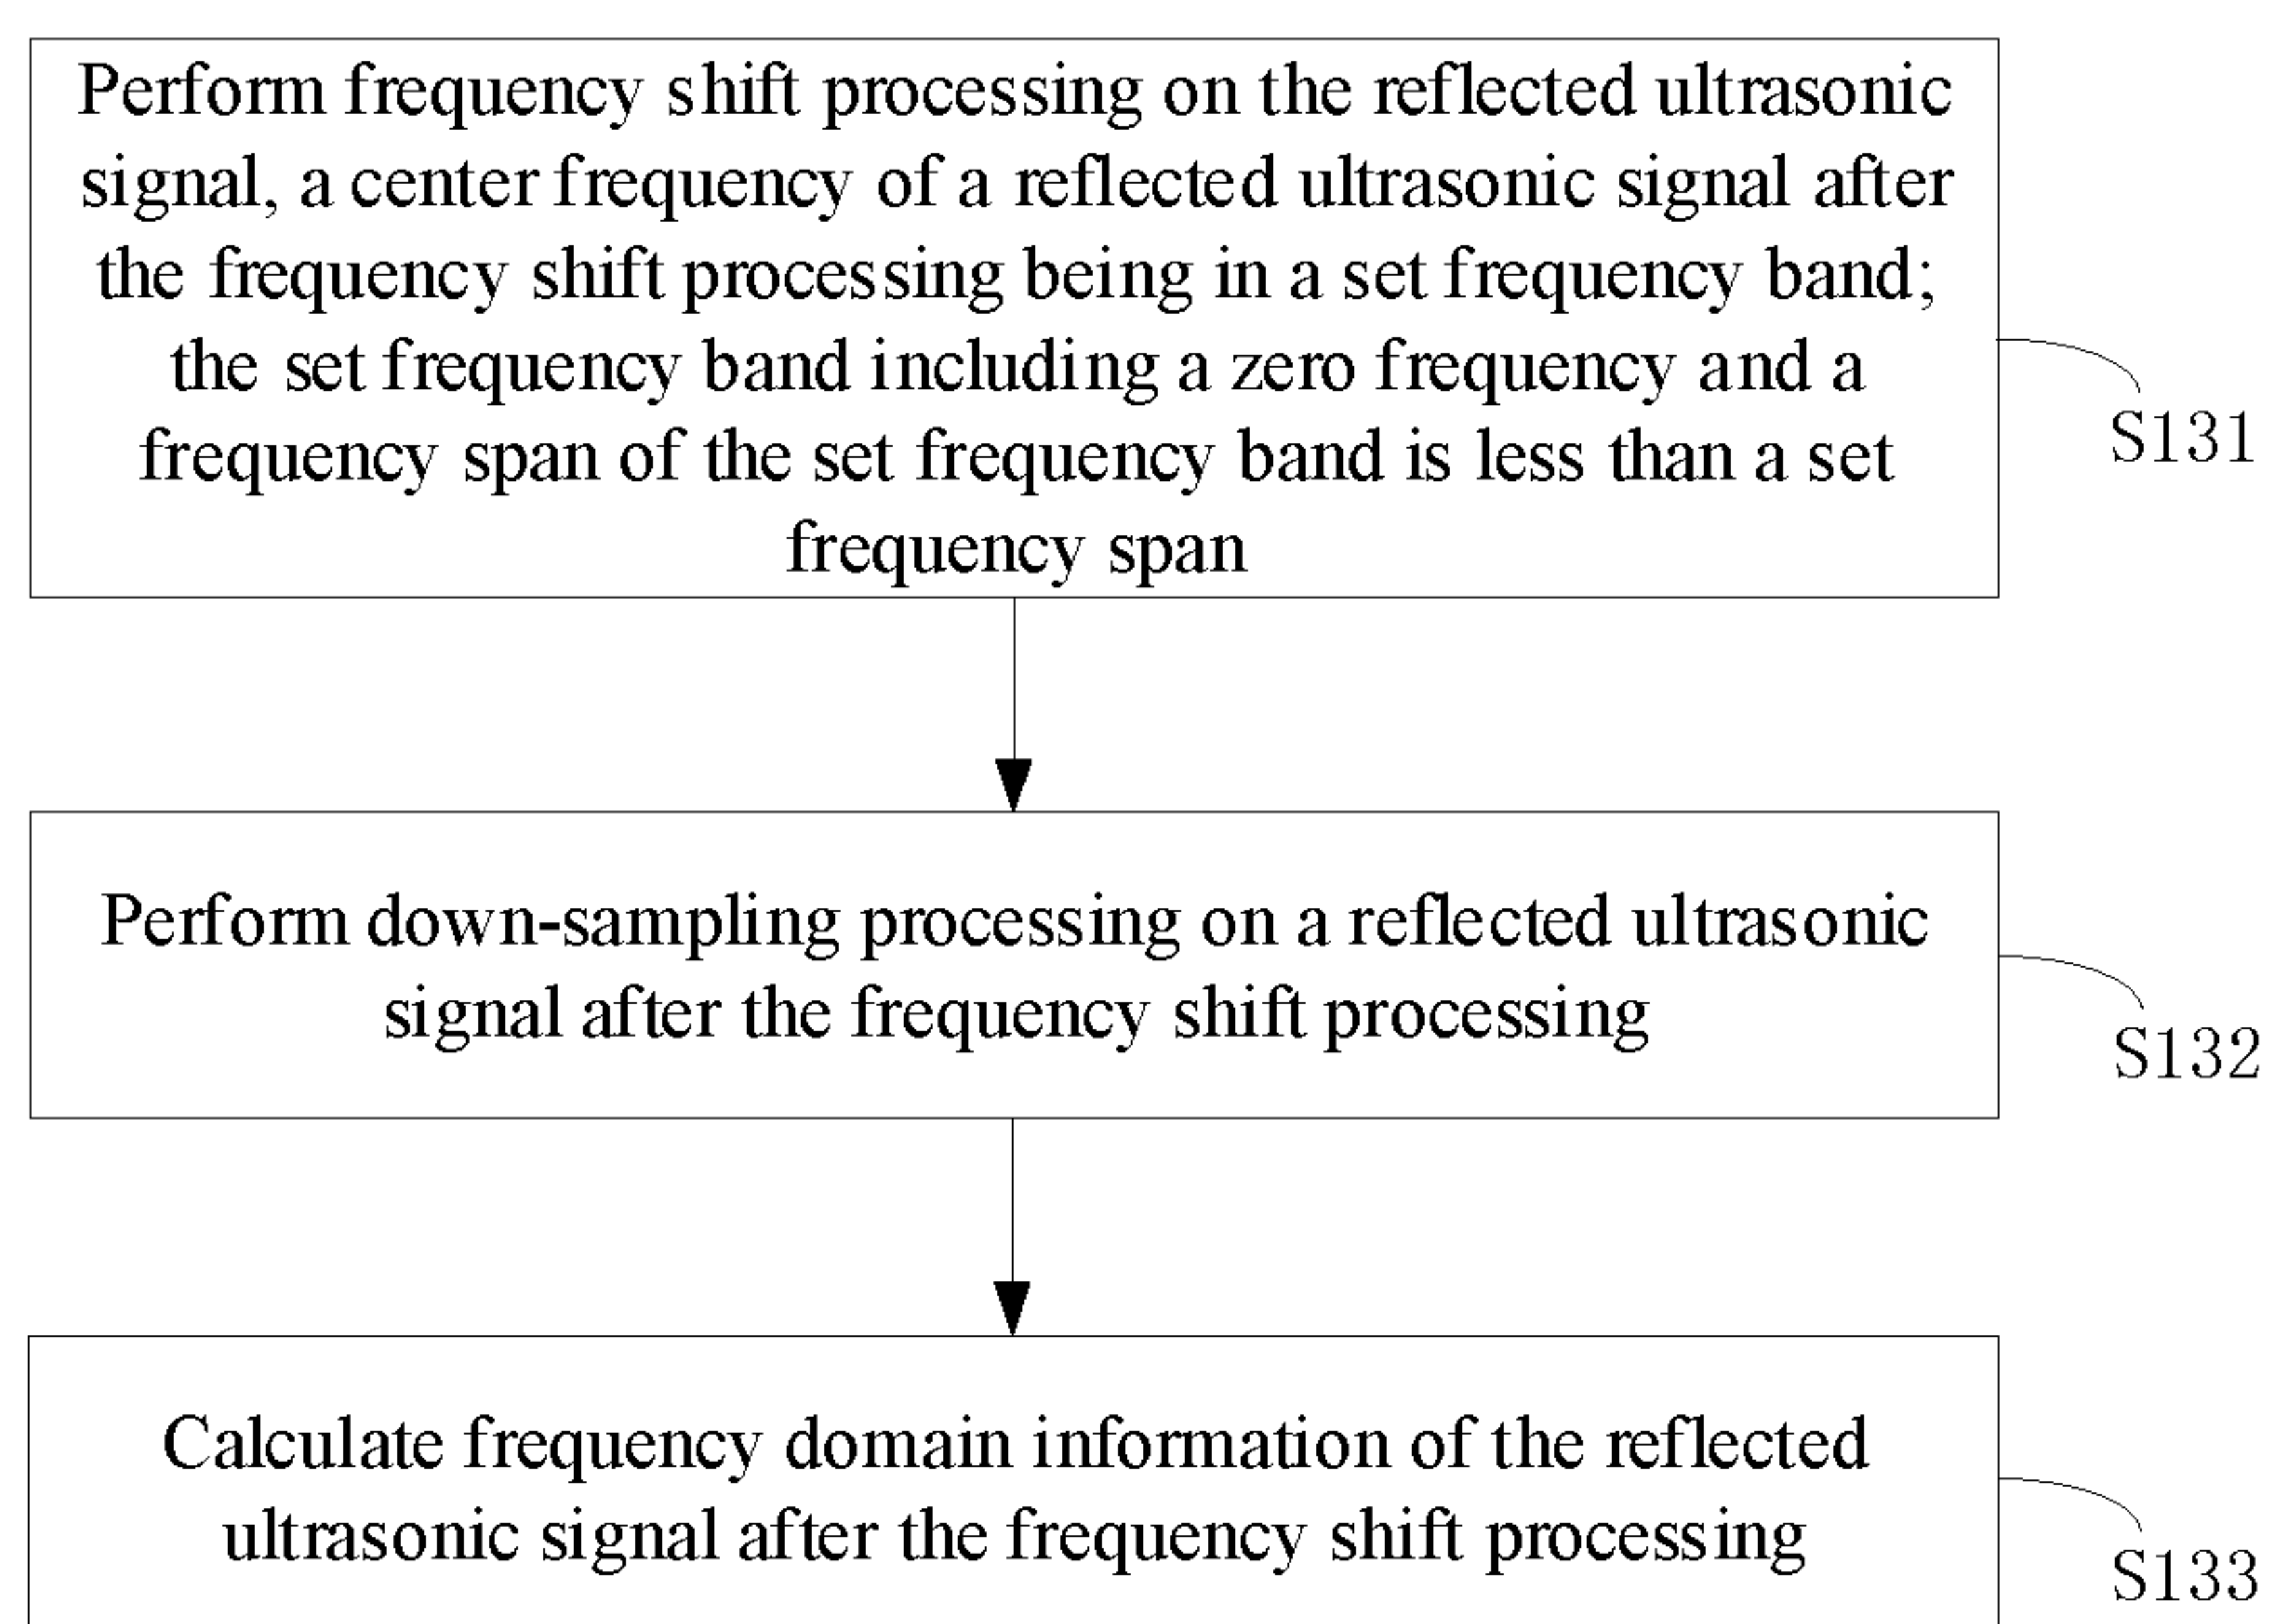 Perform frequency shift processing on the reflected ultrasonic
signal, a center frequency of a reflected ultrasonic signal after
the frequency shift processing being in a set frequency band;
the set frequency band including a zero frequency and a
frequency span of the set frequency band is less than a set
frequency span
S131
Perform down-sampling processing on a reflected ultrasonic
signal after the frequency shift processing
S132
Calculate frequency domain information of the reflected
ultrasonic signal after the frequency shift processing
S133